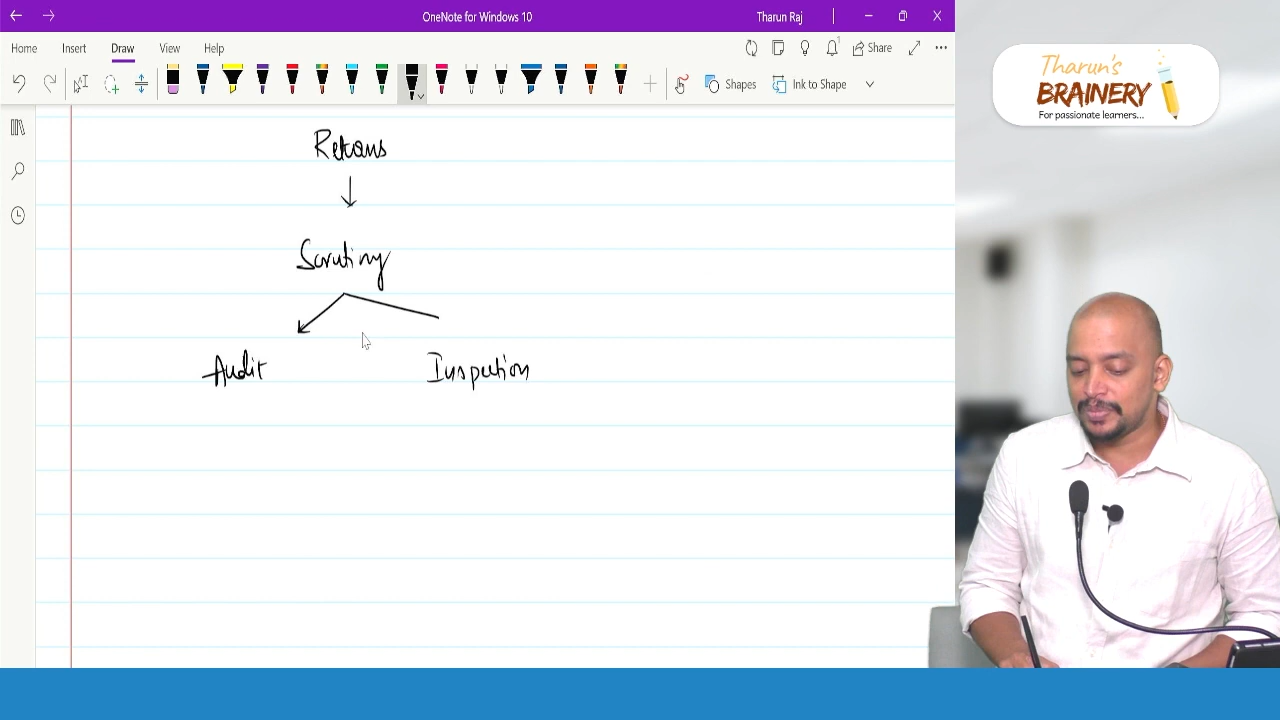 OneNote for Windows 10
Tharun Raj
Home Insert Draw View Help
Share
Shapes
Ink to Shape
Tharun's
BRAINERY
For passionate learners...
Returns
Scrutiny
Audit Inspection